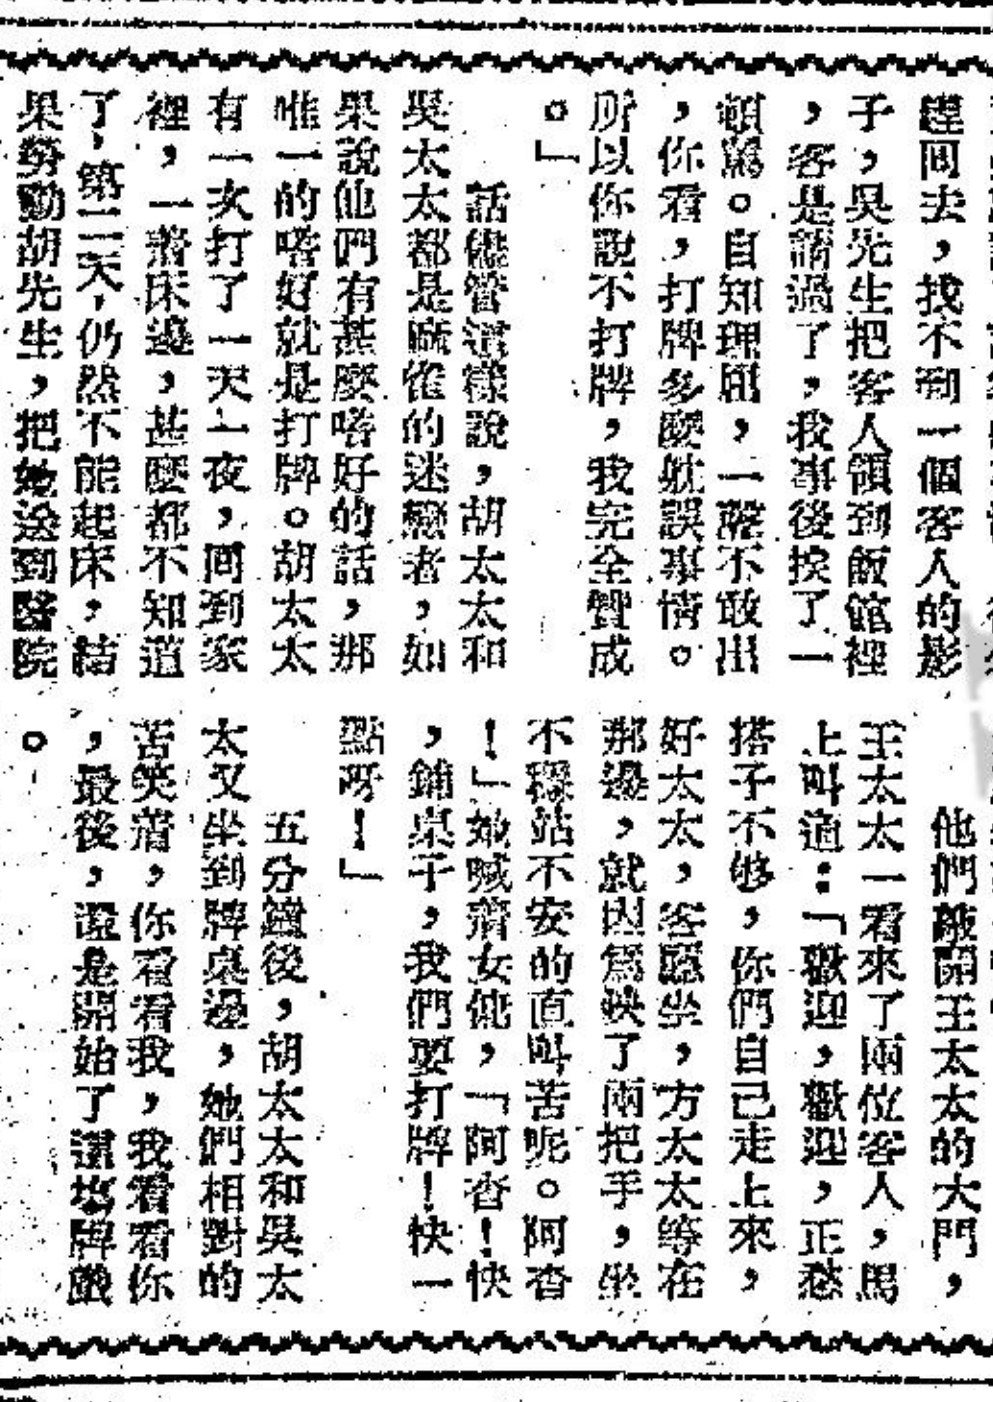 趕回去，找不到一個客人的影
子，吳先生把客人領到飯館裡
，客是請過了，我事後挨了一
頓罵。自知理屈，一聲不敢出
，你看，打牌多麼躭誤事情。
所以你說不打牌，我完全贊成
。」
話儘管這樣說，胡太太和
吳太太都是麻雀的迷戀者，如
果說他們有甚麼嗜好的話，那
唯一的嗜好就是打牌。胡太太
有一次打了一天一夜，回到家
裡，一着床邊，甚麼都不知道
了，第二天，仍然不能起床，結
果勞動胡先生，把她送到醫院
他們敲開王太太的大門，
王太太一看來了兩位客人，馬
上叫道：「歡迎，歡迎，正愁
搭子不够，你們自己走上來，
好太太，客廳坐，方太太等在
那邊，就因為快了兩把手，坐
不穩站不安的直叫苦呢。阿杏
！」她喊着女傭，「阿杏！快
，鋪桌子，我們要打牌！快一
點呀！」
五分鐘後，胡太太和吳太
太又坐到牌桌邊，她們相對的
苦笑着，你看看我，我看看你
，最後，還是開始了這場牌戲
。